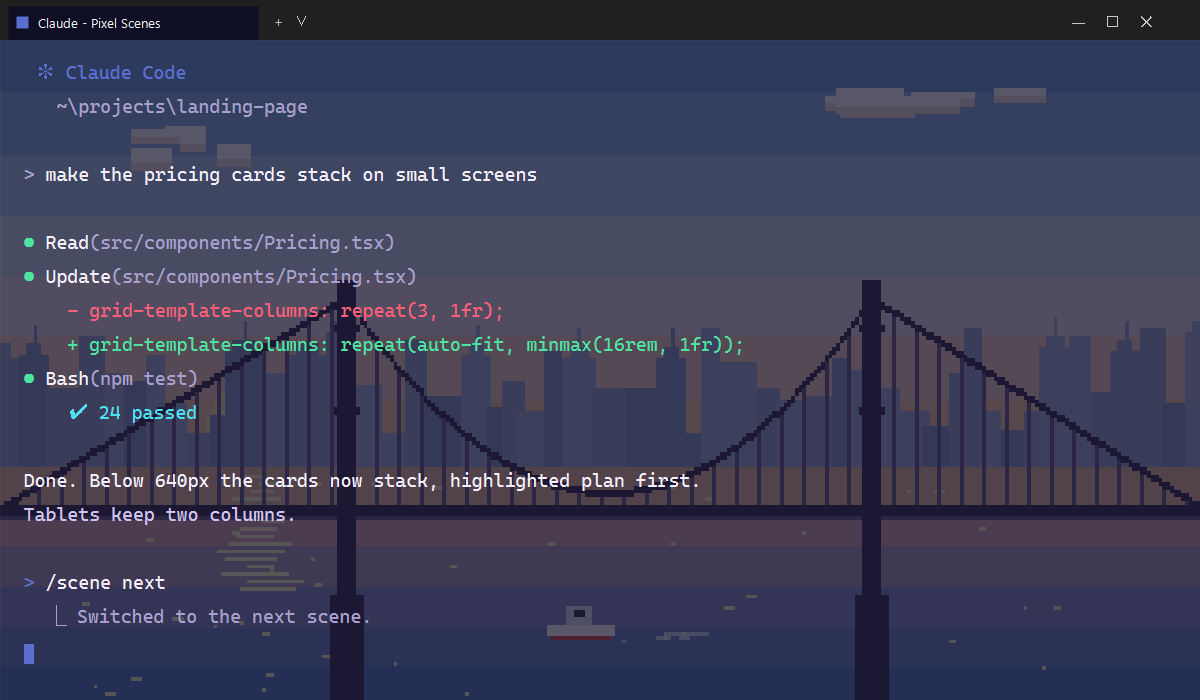 Claude - Pixel Scenes
✻ Claude Code
~\projects\landing-page
> make the pricing cards stack on small screens
● Read(src/components/Pricing.tsx)
● Update(src/components/Pricing.tsx)
- grid-template-columns: repeat(3, 1fr);
+ grid-template-columns: repeat(auto-fit, minmax(16rem, 1fr));
● Bash(npm test)
✔ 24 passed
Done. Below 640px the cards now stack, highlighted plan first.
Tablets keep two columns.
> /scene next
⎿ Switched to the next scene.